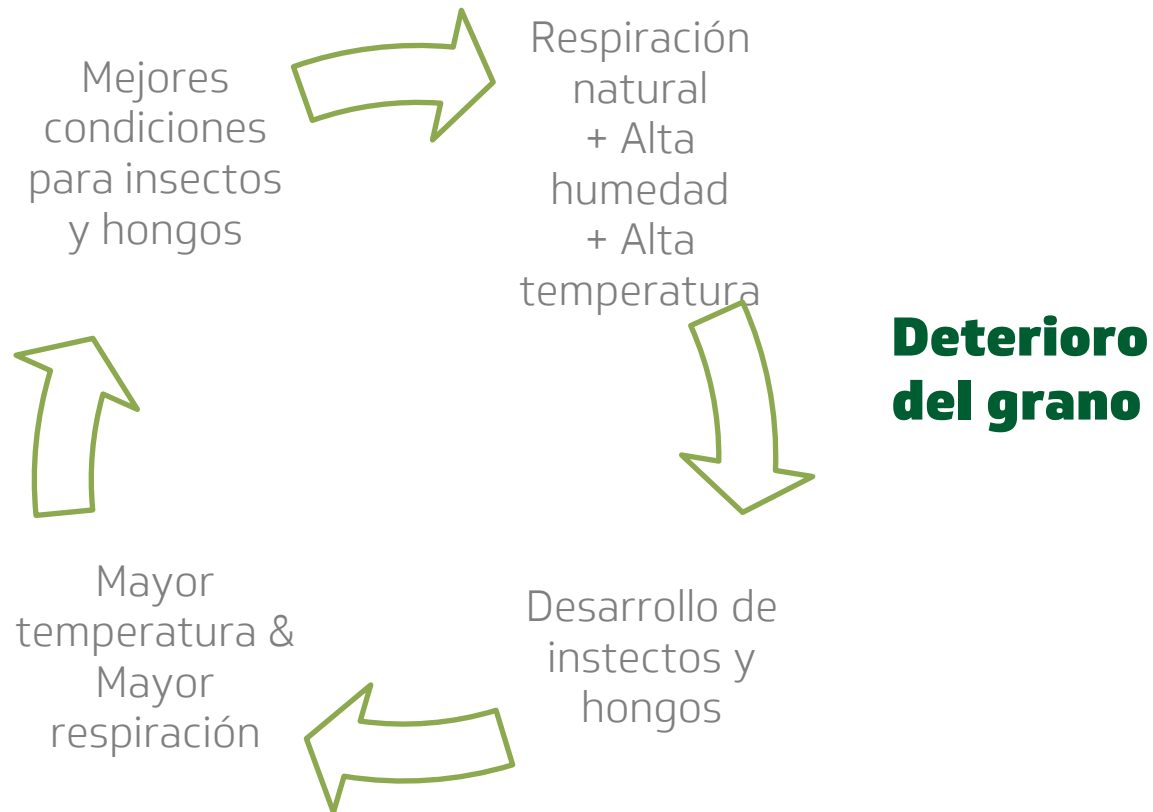 Mejores
condiciones
para insectos
y hongos
Respiración
natural
+ Alta
humedad
+ Alta
temperatura
Deterioro
del grano
Desarrollo de
instectos y
hongos
Mayor
temperatura &
Mayor
respiración